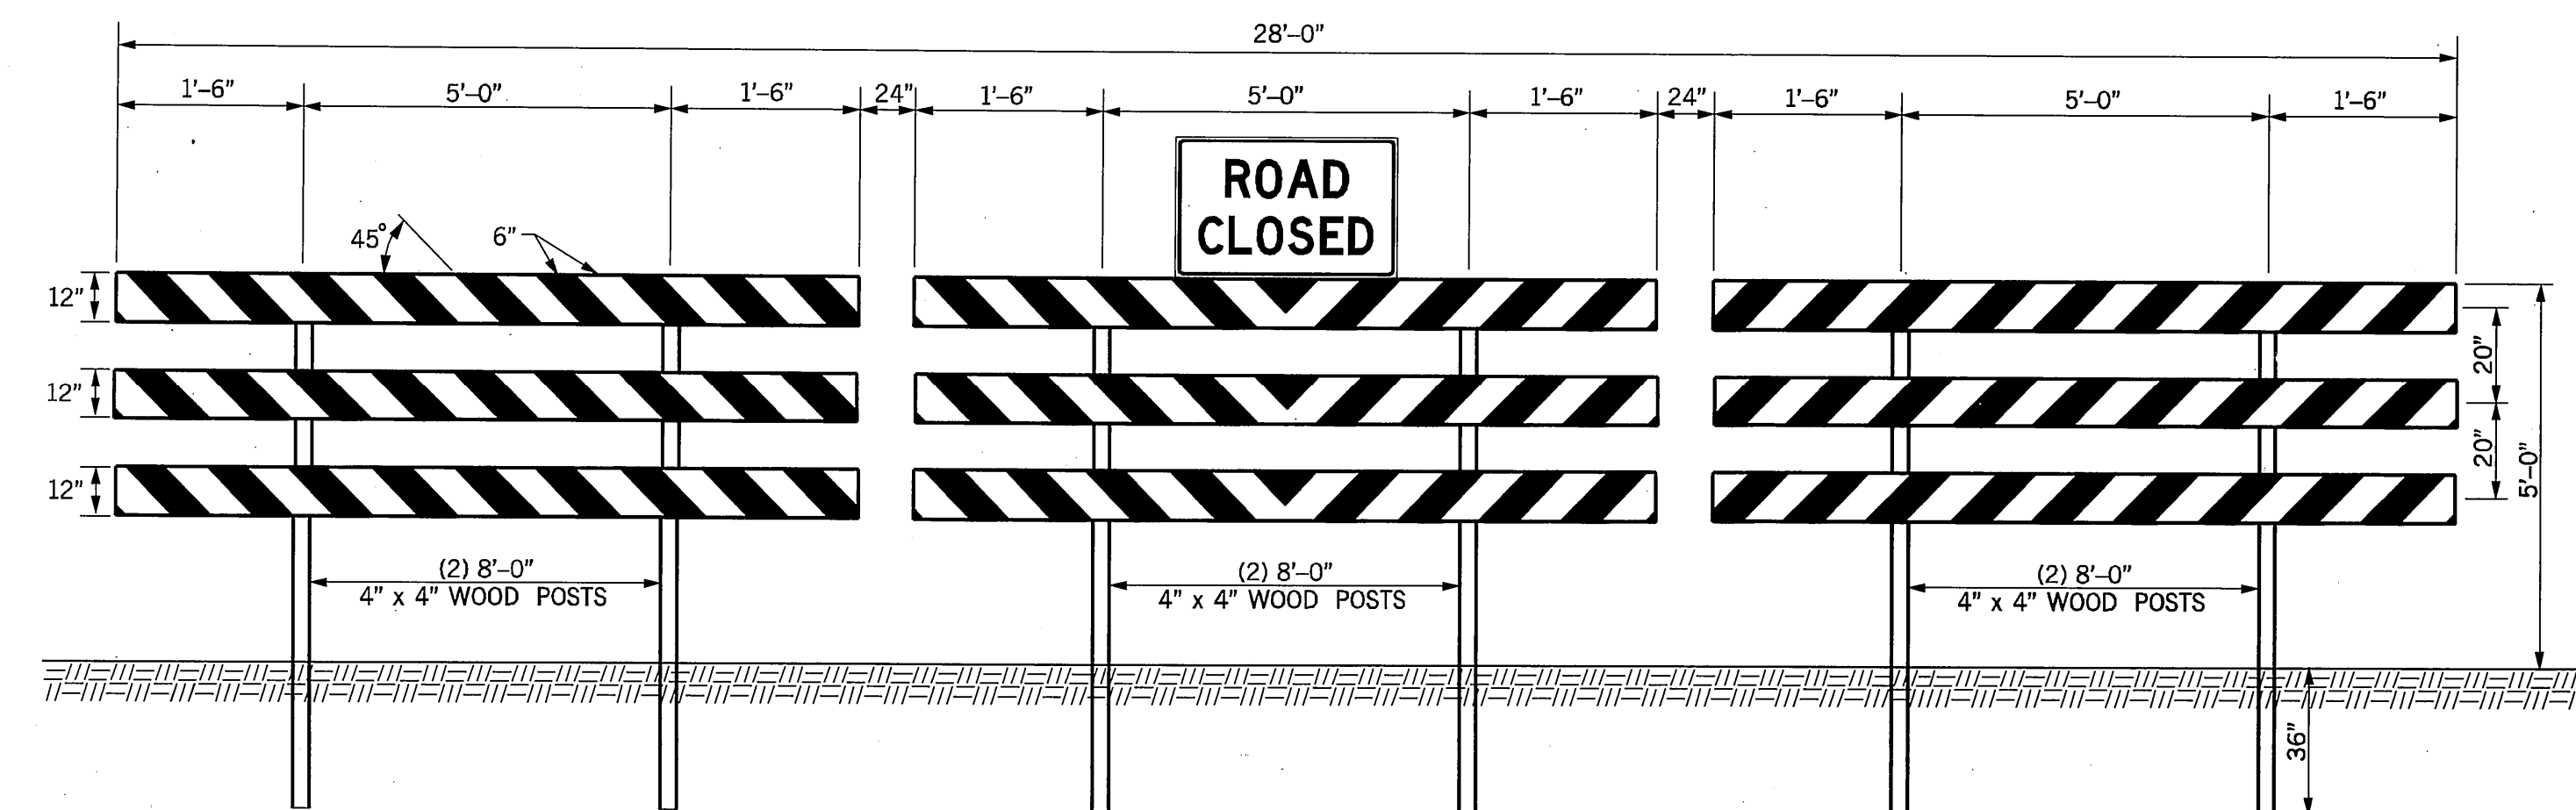 28'–0"
1'–6" 5'–0" 1'–6" 24" 1'–6" 5'–0" 1'–6" 24" 1'–6" 5'–0" 1'–6"
ROAD
CLOSED
45° 6"
12"
12"
12"
20"
20"
5'–0"
(2) 8'–0" (2) 8'–0" (2) 8'–0"
4" x 4" WOOD POSTS 4" x 4" WOOD POSTS 4" x 4" WOOD POSTS
36"